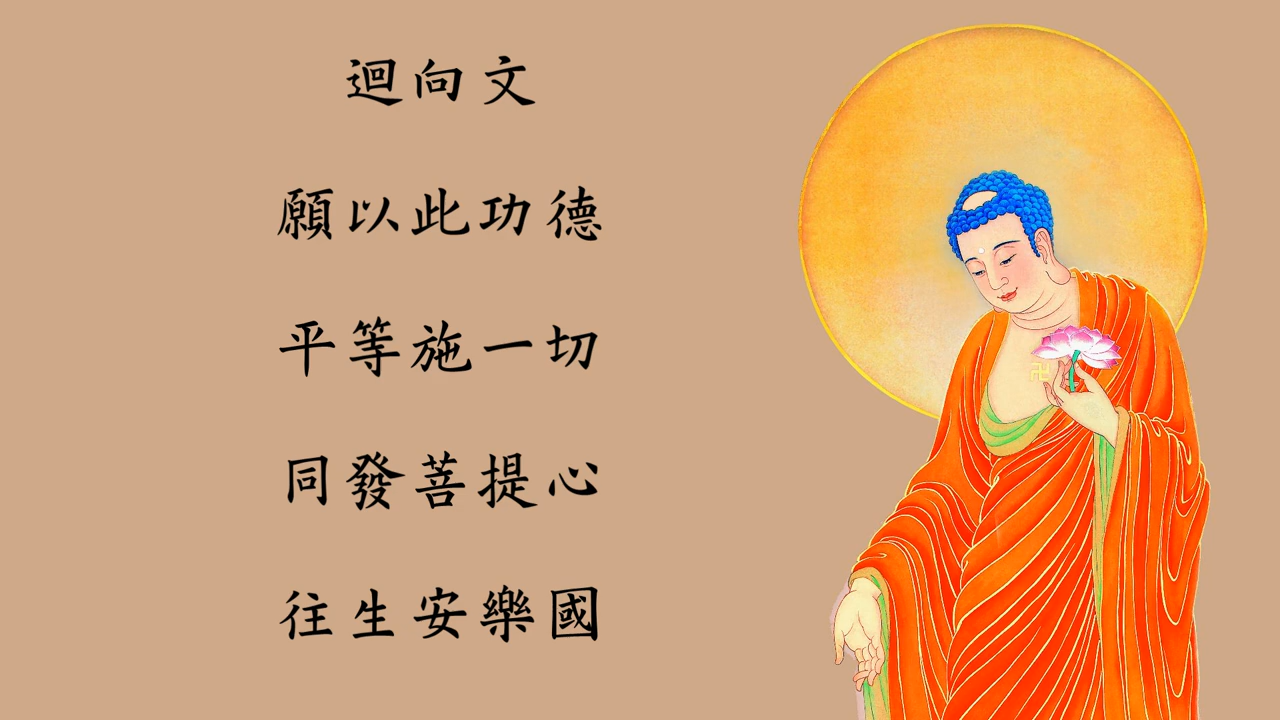 迴向文
願以此功德
平等施一切
同發菩提心
往生安樂國